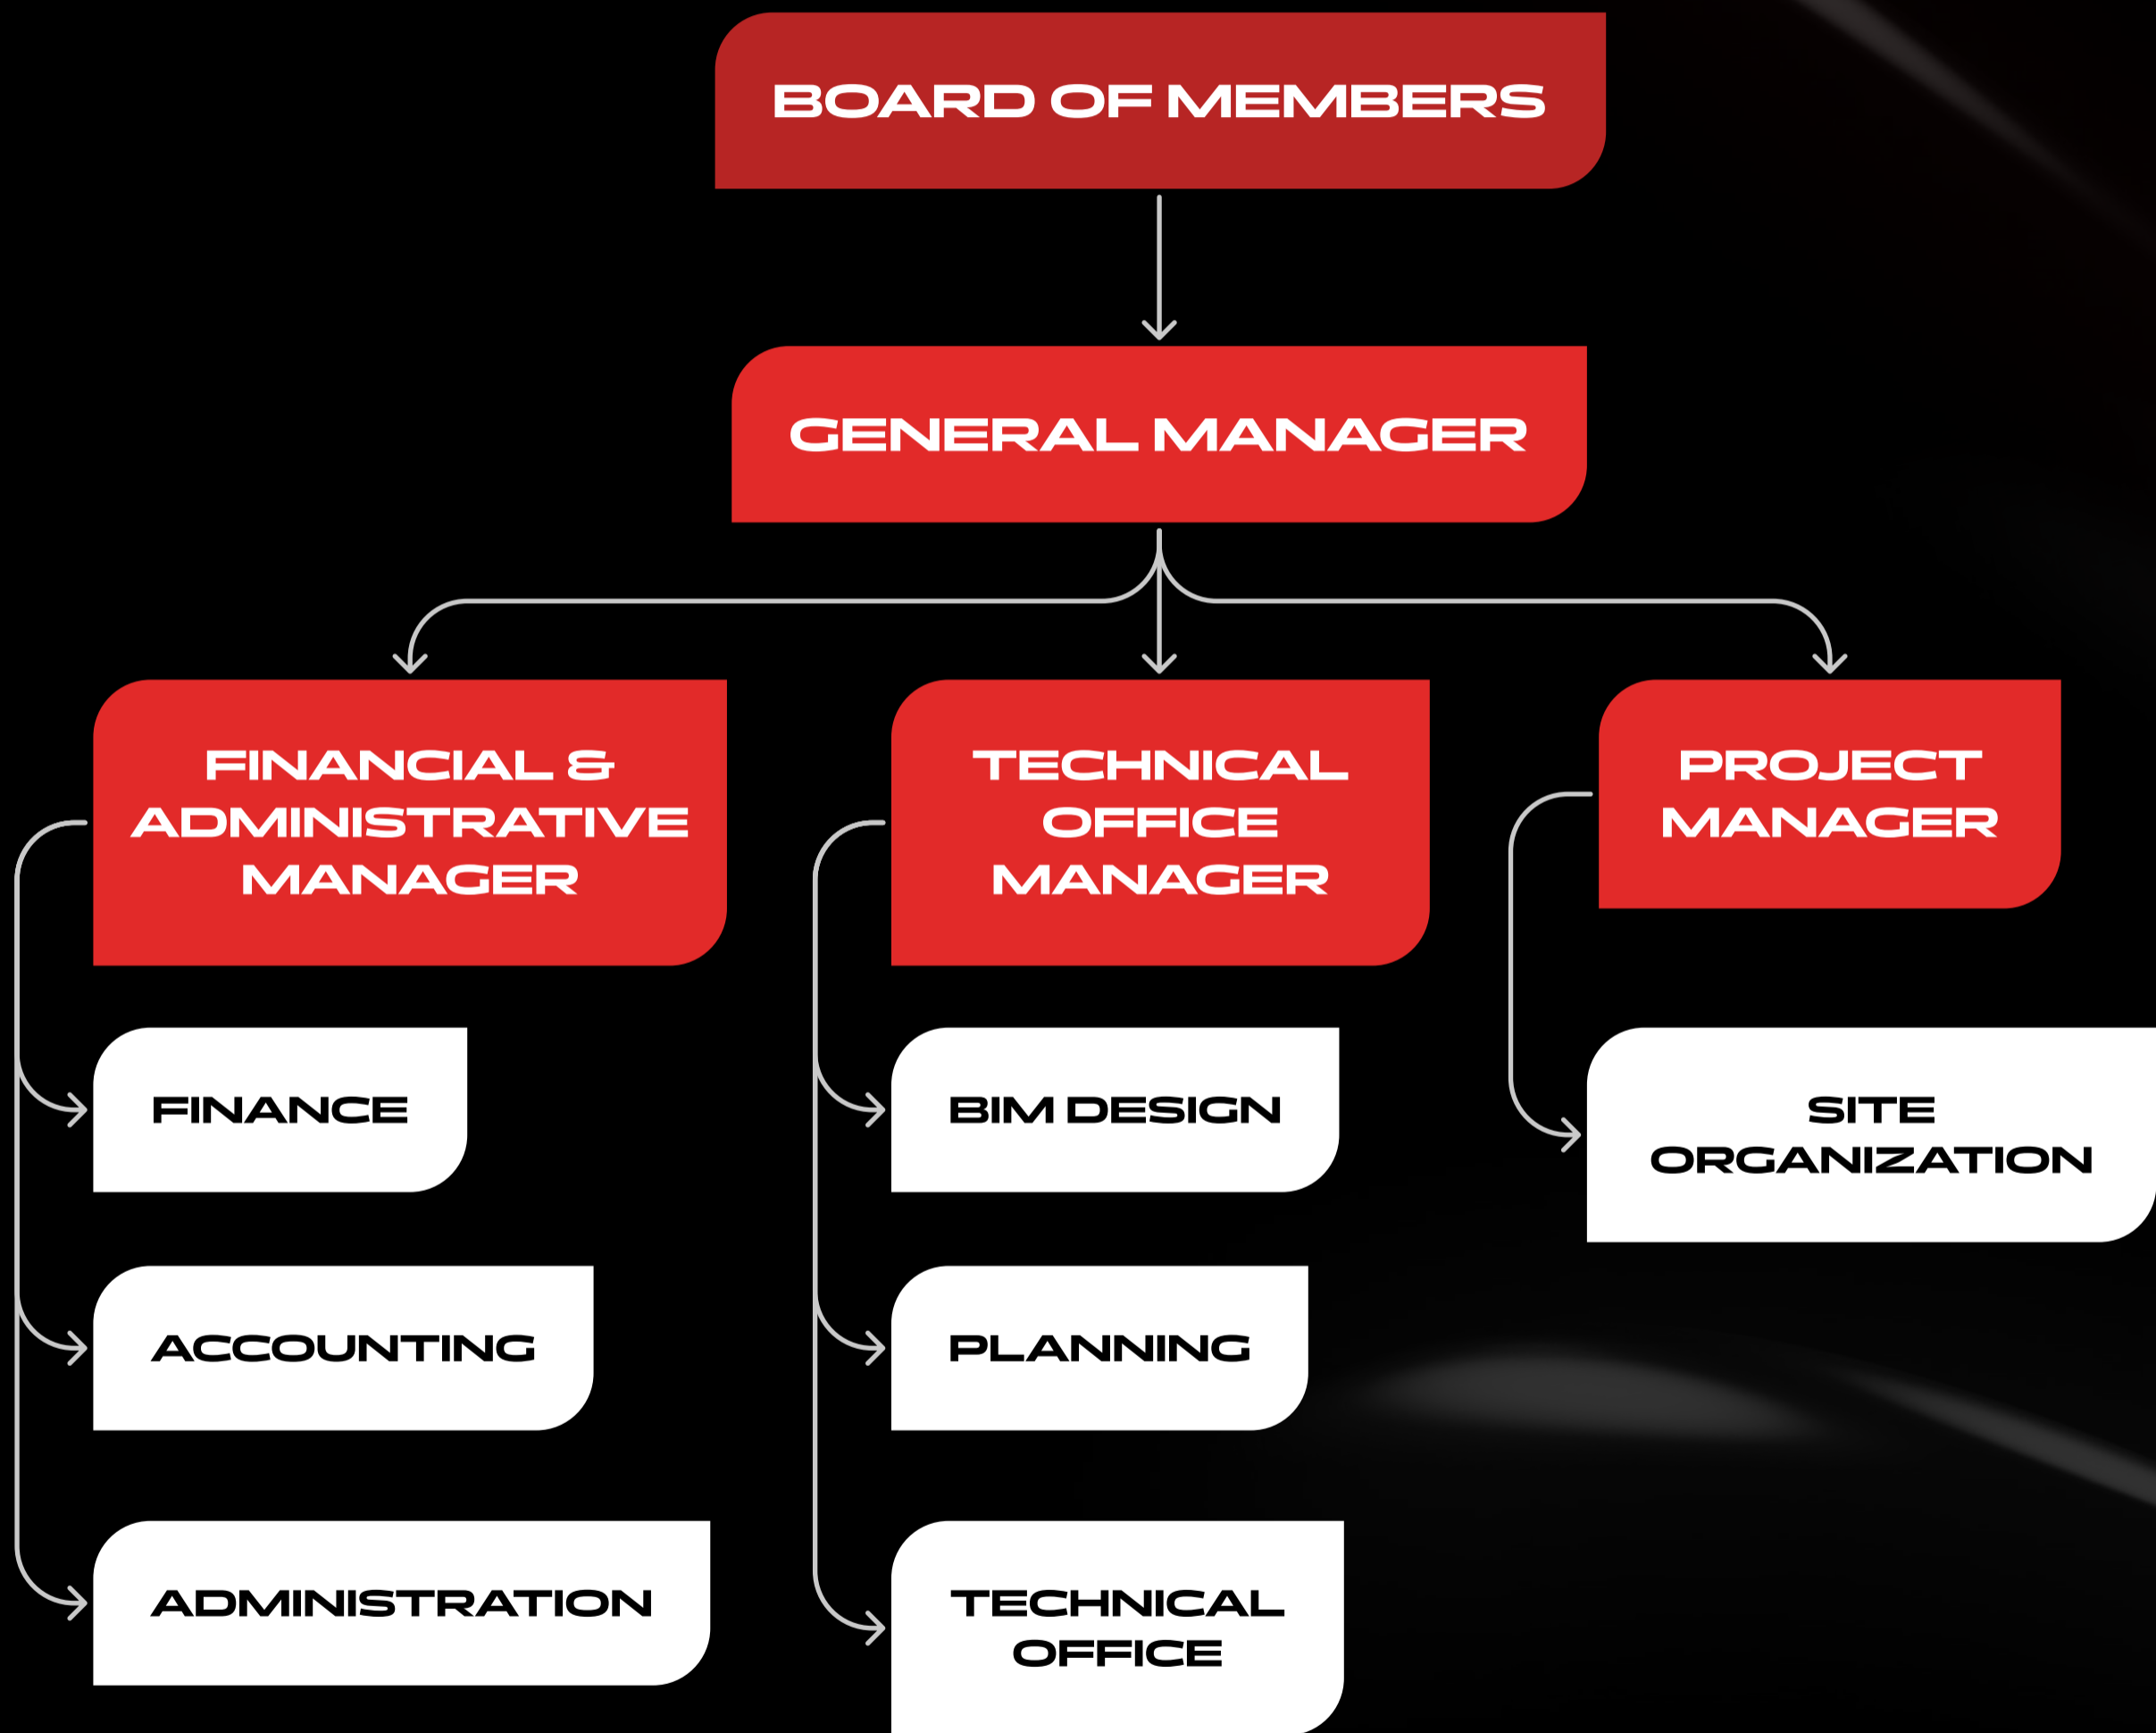 BOARD OF MEMBERS
GENERAL MANAGER
FINANCIAL &
ADMINISTRATIVE
MANAGER
FINANCE
ACCOUNTING
ADMINISTRATION
TECHNICAL
OFFICE
MANAGER
BIM DESIGN
PLANNING
TECHNICAL
OFFICE
PROJECT
MANAGER
SITE
ORGANIZATION